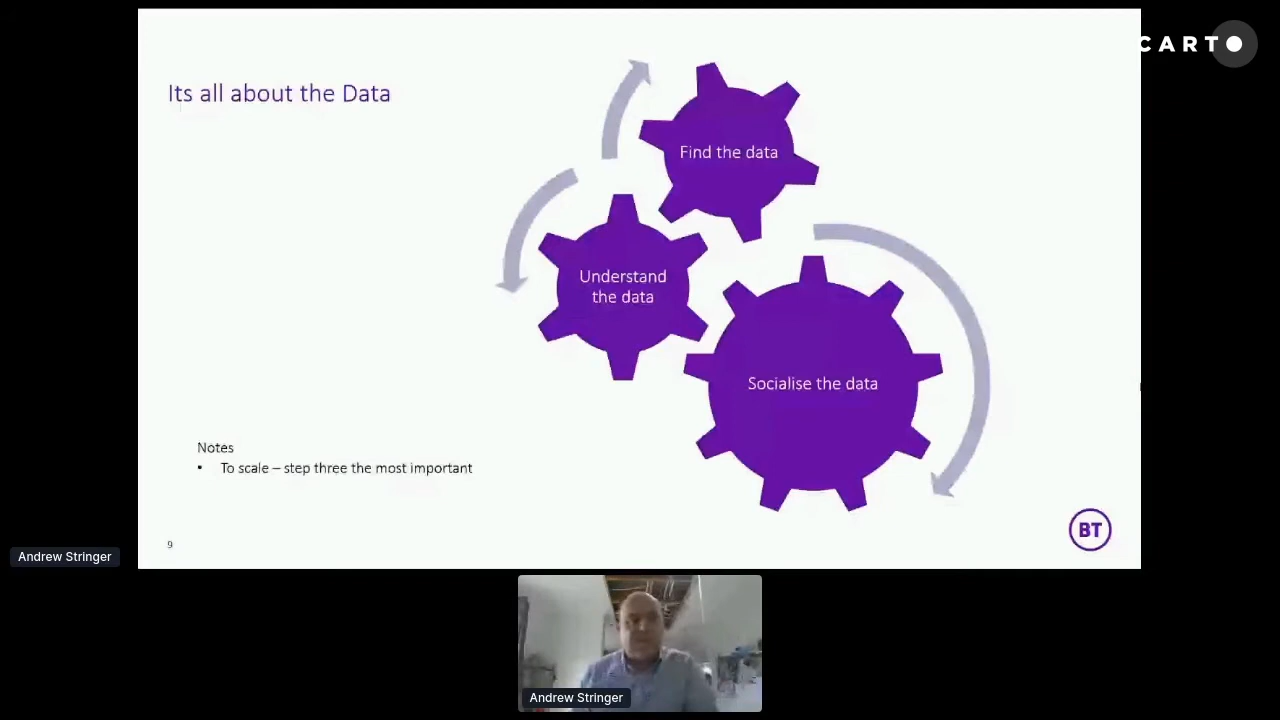 CARTO
Its all about the Data
Find the data
Understand
the data
Socialise the data
Notes
• To scale – step three the most important
9
BT
Andrew Stringer
Andrew Stringer